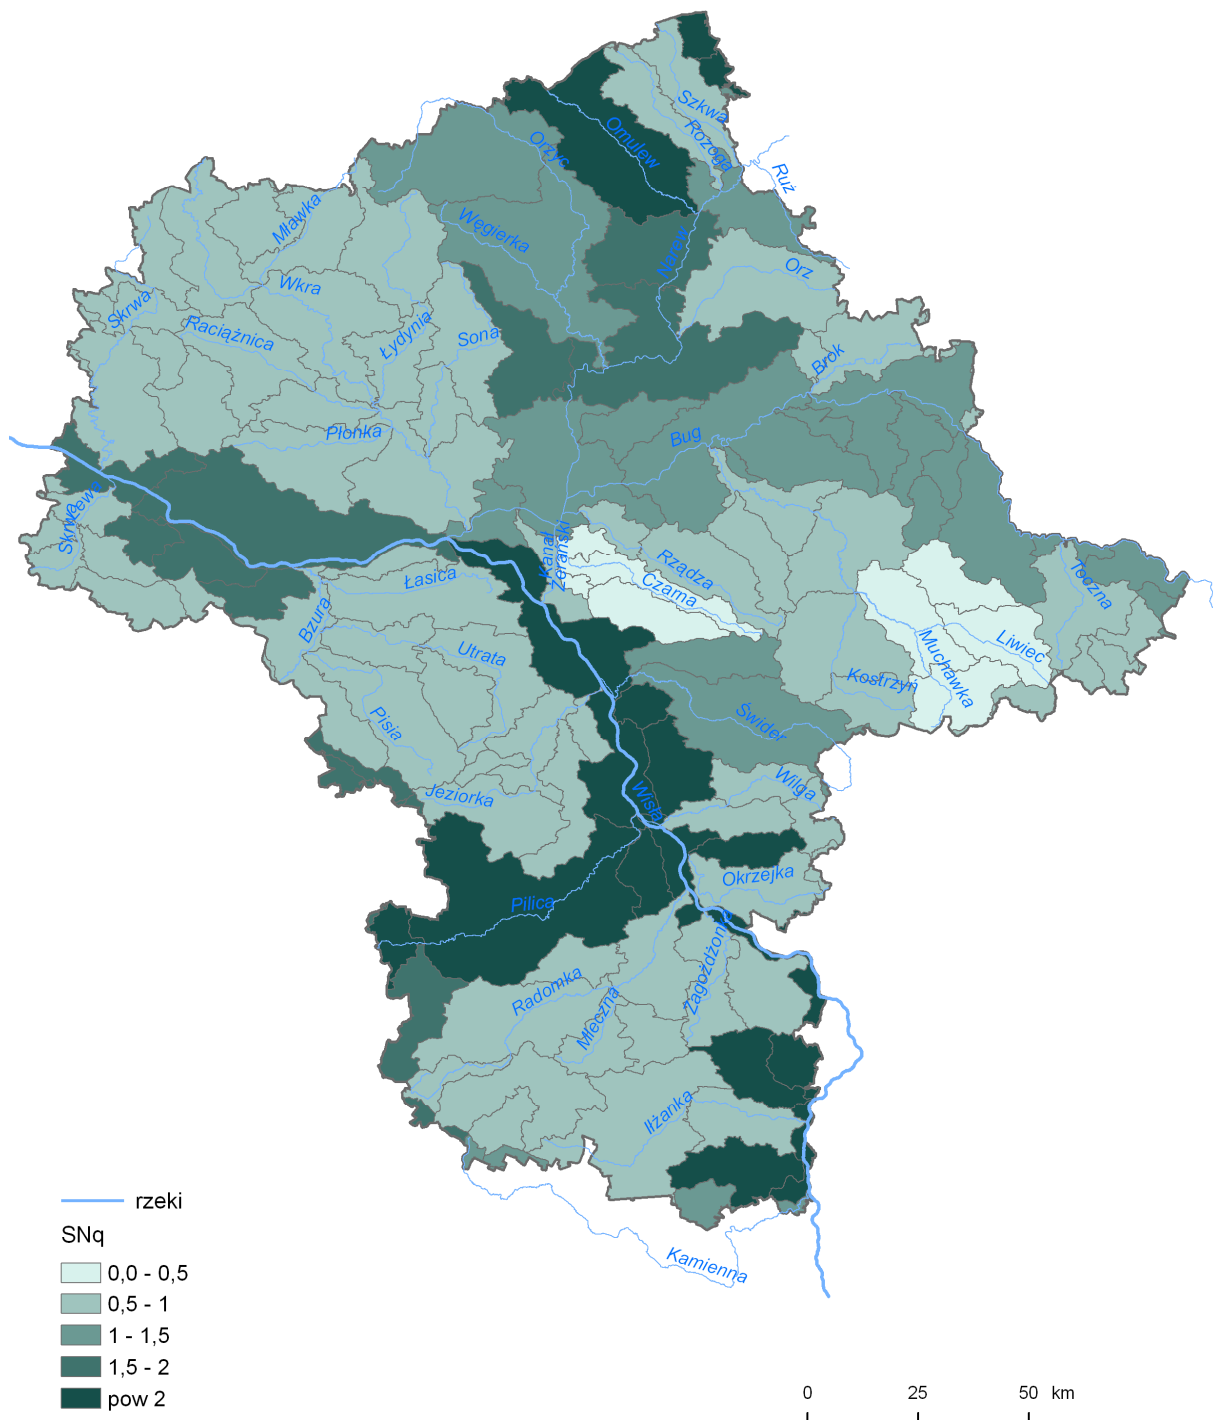 Szkwa
Rozoga
Omulew
Orzyc
Ruż
Mławka
Węgierka
Narew
Orz
Wkra
Skrwa
Raciążnica
Łydynia
Sona
Brok
Płonka
Bug
Skrwa Lewa
Kanał
Żerański
Rządza
Czarna
Toczna
Łasica
Bzura
Utrata
Liwiec
Muchawka
Kostrzyń
Pisia
Świder
Jeziorka
Wisła
Wilga
Okrzejka
Pilica
Zagożdżonka
Radomka
Mleczna
Iłżanka
Kamienna
rzeki
SNq
0,0 - 0,5
0,5 - 1
1 - 1,5
1,5 - 2
pow 2
0 25 50 km